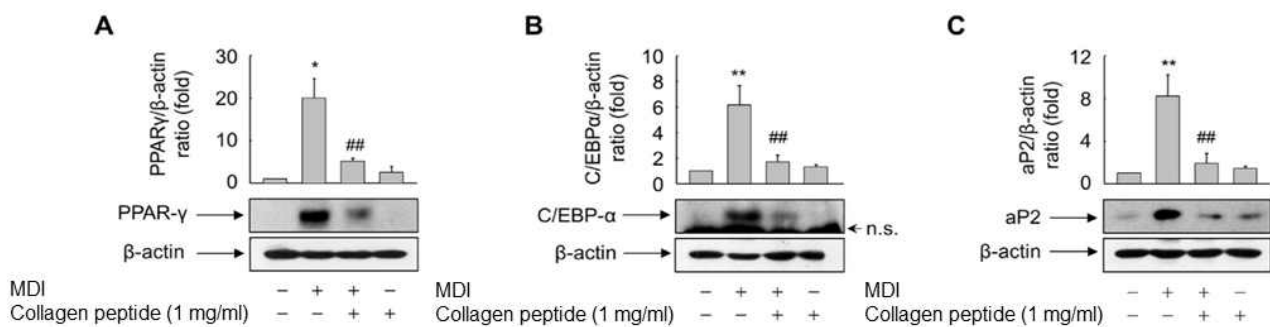 A
PPARγ/β-actin
ratio (fold)
30
20
10
0
*
##
PPAR-γ
β-actin
MDI
− + + −
Collagen peptide (1 mg/ml)
− − + +
B
C/EBPα/β-actin
ratio (fold)
10
8
6
4
2
0
**
##
C/EBP-α
n.s.
β-actin
MDI
− + + −
Collagen peptide (1 mg/ml)
− − + +
C
aP2/β-actin
ratio (fold)
12
8
4
0
**
##
aP2
β-actin
MDI
− + + −
Collagen peptide (1 mg/ml)
− − + +